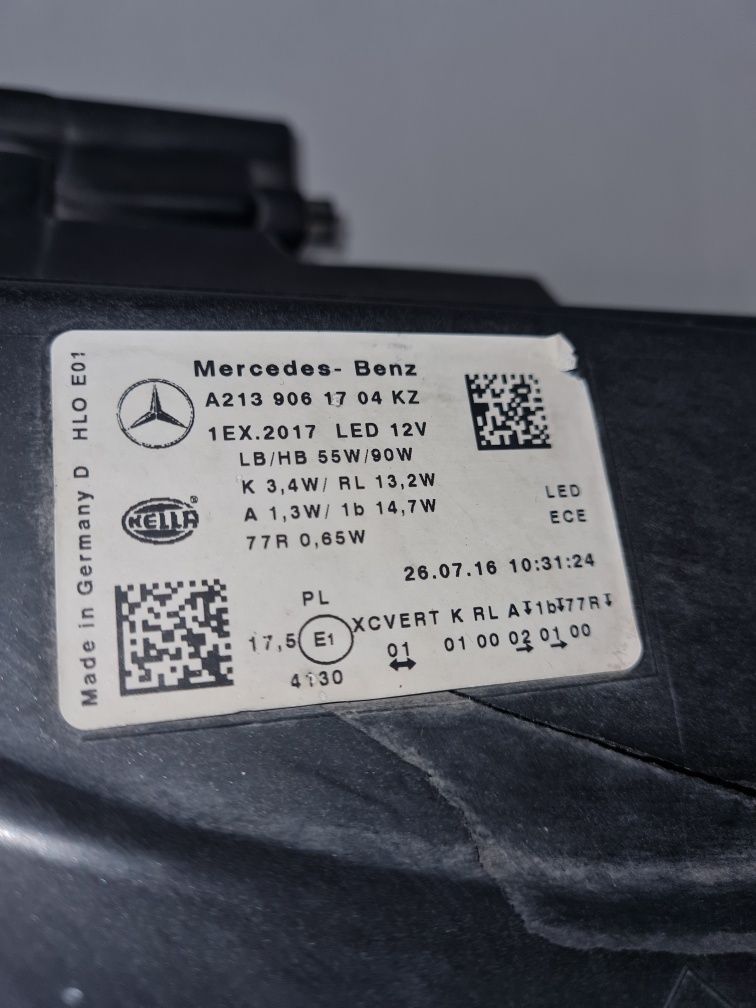 Mercedes- Benz
A213 906 17 04 KZ
1EX.2017 LED 12V
LB/HB 55W/90W
K 3,4W/ RL 13,2W
A 1,3W/ 1b 14,7W
77R 0,65W
HELLA®
LED
ECE
26.07.16 10:31:24
PL
XCVERT K RL A↧1b↧77R↧
17,5 E1
01 01 00 02 01 00
4130
Made in Germany D HLO E01